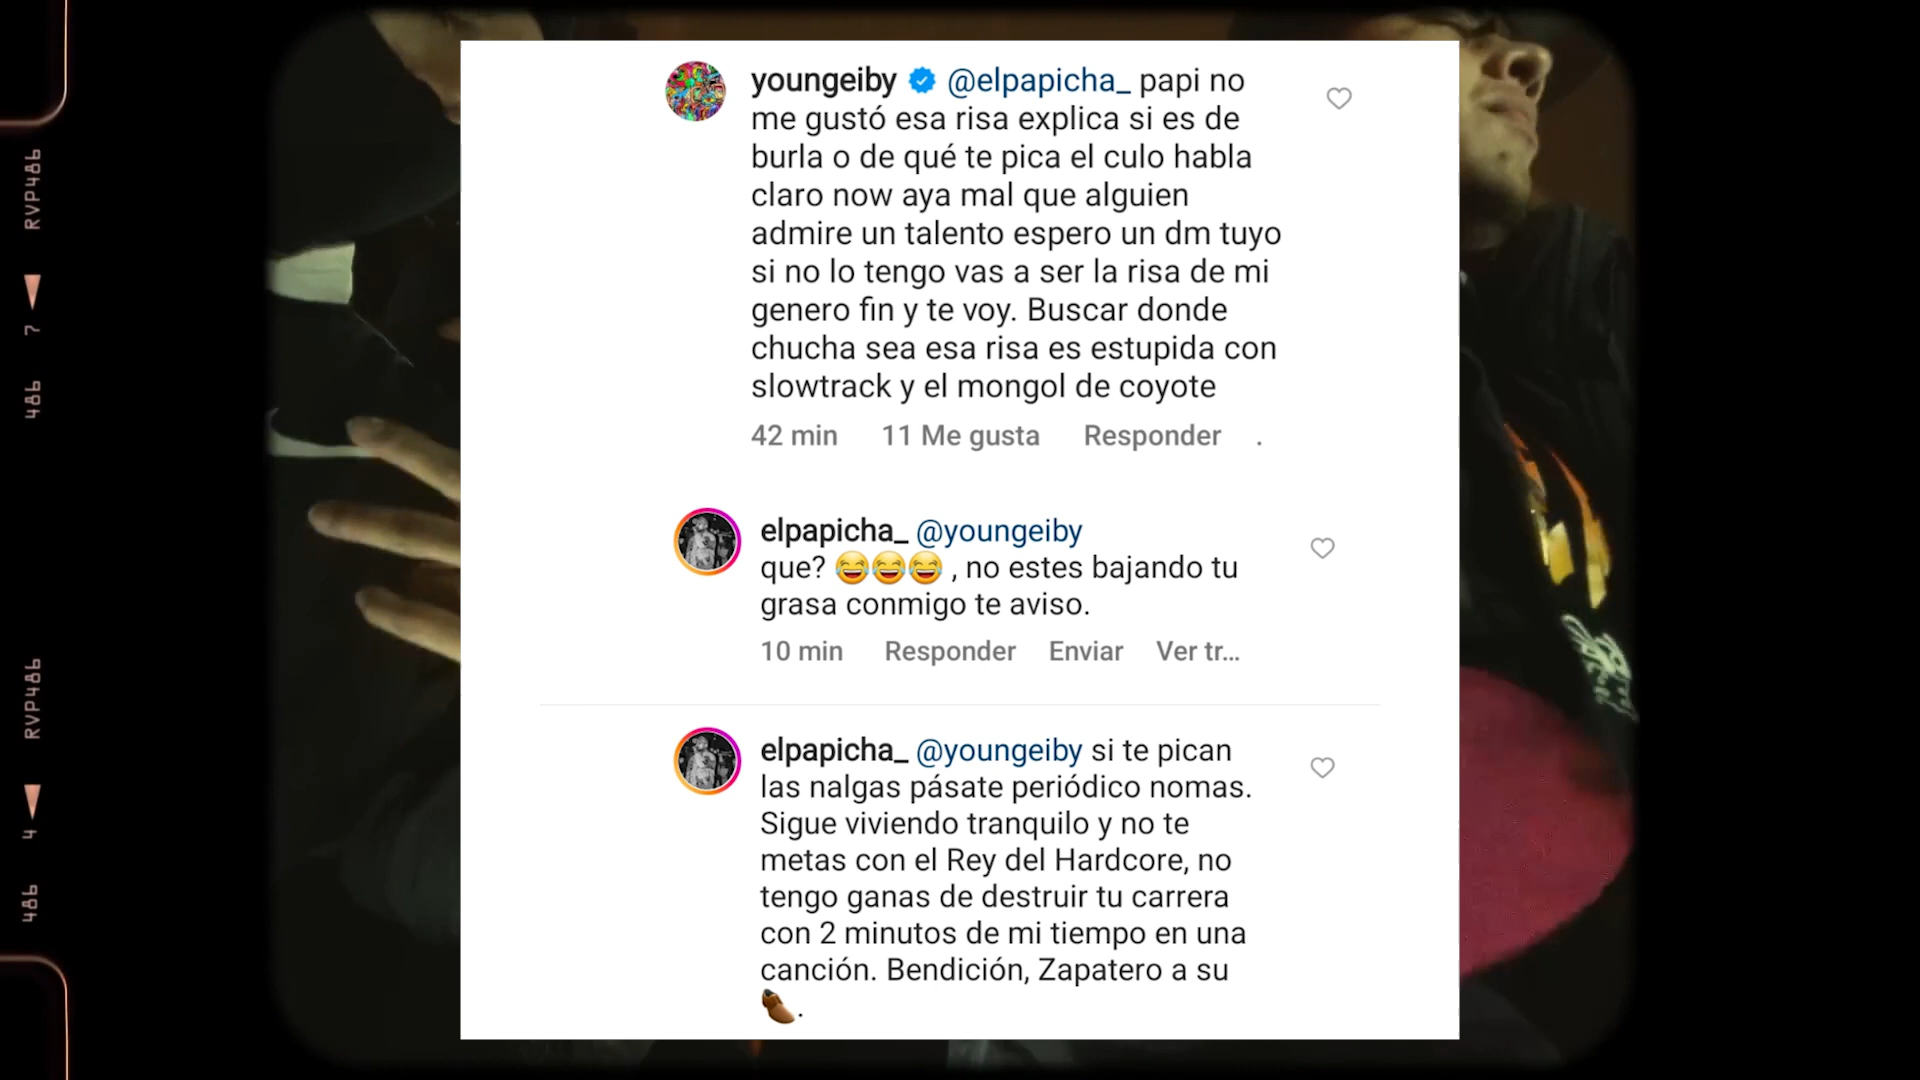 youngeiby @elpapicha_ papi no
me gustó esa risa explica si es de
burla o de qué te pica el culo habla
claro now aya mal que alguien
admire un talento espero un dm tuyo
si no lo tengo vas a ser la risa de mi
genero fin y te voy. Buscar donde
chucha sea esa risa es estupida con
slowtrack y el mongol de coyote
42 min 11 Me gusta Responder .
elpapicha_ @youngeiby
que? 😂😂😂 , no estes bajando tu
grasa conmigo te aviso.
10 min Responder Enviar Ver tr...
elpapicha_ @youngeiby si te pican
las nalgas pásate periódico nomas.
Sigue viviendo tranquilo y no te
metas con el Rey del Hardcore, no
tengo ganas de destruir tu carrera
con 2 minutos de mi tiempo en una
canción. Bendición, Zapatero a su
👞.
RVP486
486 7
RVP486
486 4